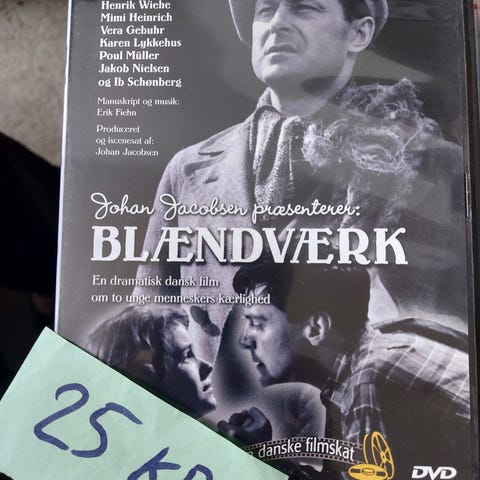 Henrik Wiehe
Mimi Heinrich
Vera Gebuhr
Karen Lykkehus
Poul Müller
Jakob Nielsen
og Ib Schønberg
Manuskript og musik:
Erik Fiehn
Produceret
og iscenesat af:
Johan Jacobsen
Johan Jacobsen præsenterer:
BLÆNDVÆRK
En dramatisk dansk film
om to unge menneskers kærlighed
25 KR
danske filmskat
DVD